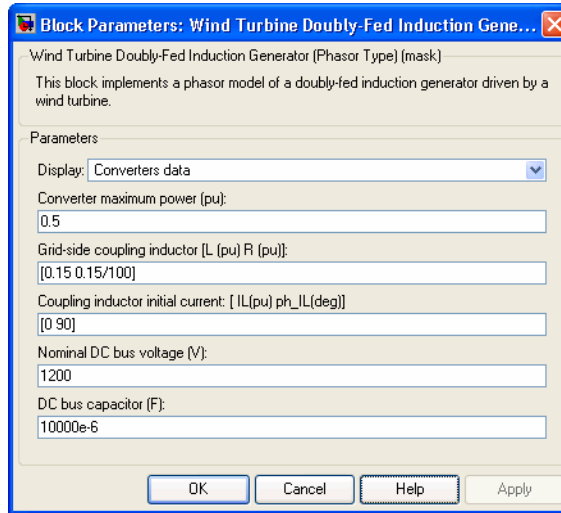 Block Parameters: Wind Turbine Doubly-Fed Induction Gene...
Wind Turbine Doubly-Fed Induction Generator (Phasor Type) (mask)
This block implements a phasor model of a doubly-fed induction generator driven by a
wind turbine.
Parameters
Display: Converters data
Converter maximum power (pu):
0.5
Grid-side coupling inductor [L (pu) R (pu)]:
[0.15 0.15/100]
Coupling inductor initial current: [ IL(pu) ph_IL(deg)]
[0 90]
Nominal DC bus voltage (V):
1200
DC bus capacitor (F):
10000e-6
OK Cancel Help Apply